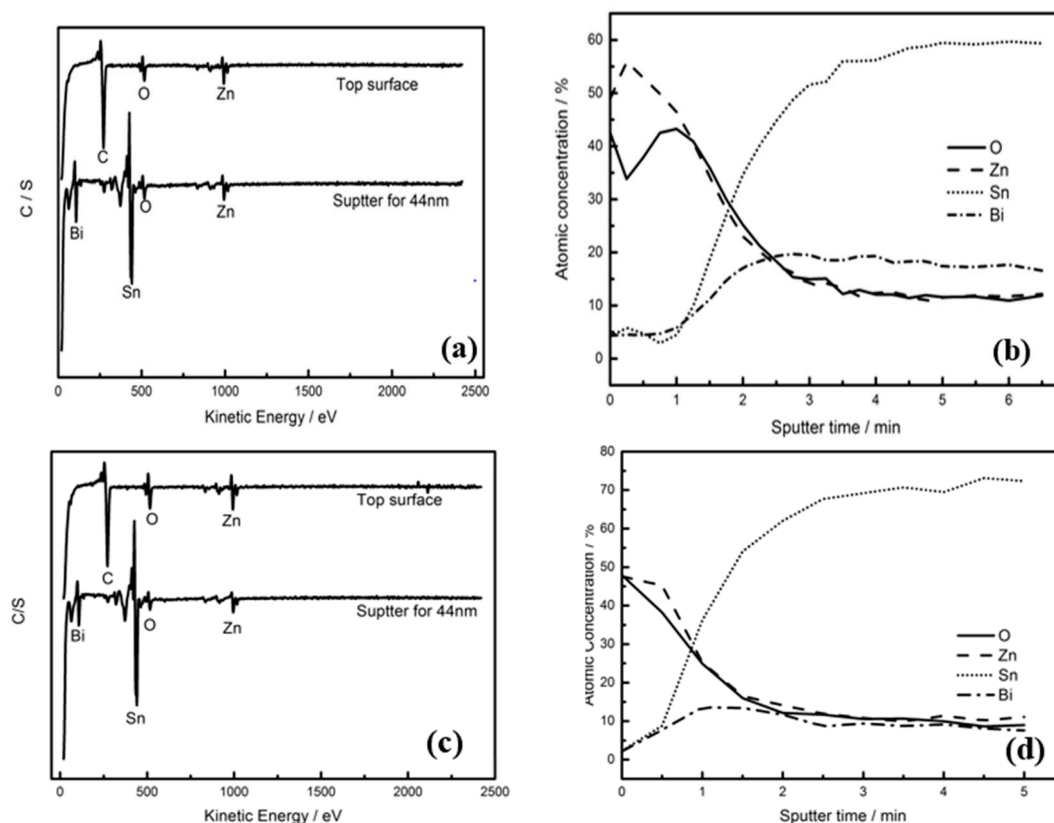 C / S
Top surface
O
Zn
C
Suptter for 44nm
Bi
O
Zn
Sn
(a)
0
500
1000
1500
2000
2500
Kinetic Energy / eV
Atomic concentration / %
60
50
40
30
20
10
0
O
Zn
Sn
Bi
(b)
0
1
2
3
4
5
6
Sputter time / min
C/S
Top surface
O
Zn
C
Suptter for 44nm
Bi
O
Zn
Sn
(c)
0
500
1000
1500
2000
2500
Kinetic Energy / eV
Atomic Concentration / %
80
70
60
50
40
30
20
10
0
O
Zn
Sn
Bi
(d)
0
1
2
3
4
5
Sputter time / min